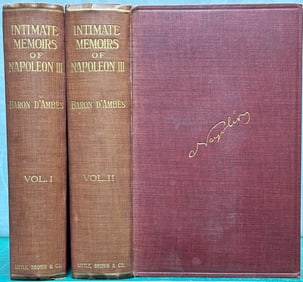 INTIMATE
MEMOIRS
OF
NAPOLEON III
BARON D'AMBÈS
VOL. I
LITTLE, BROWN & CO.
INTIMATE
MEMOIRS
OF
NAPOLEON III
BARON D'AMBÈS
VOL. II
LITTLE, BROWN & CO.
Napoléon